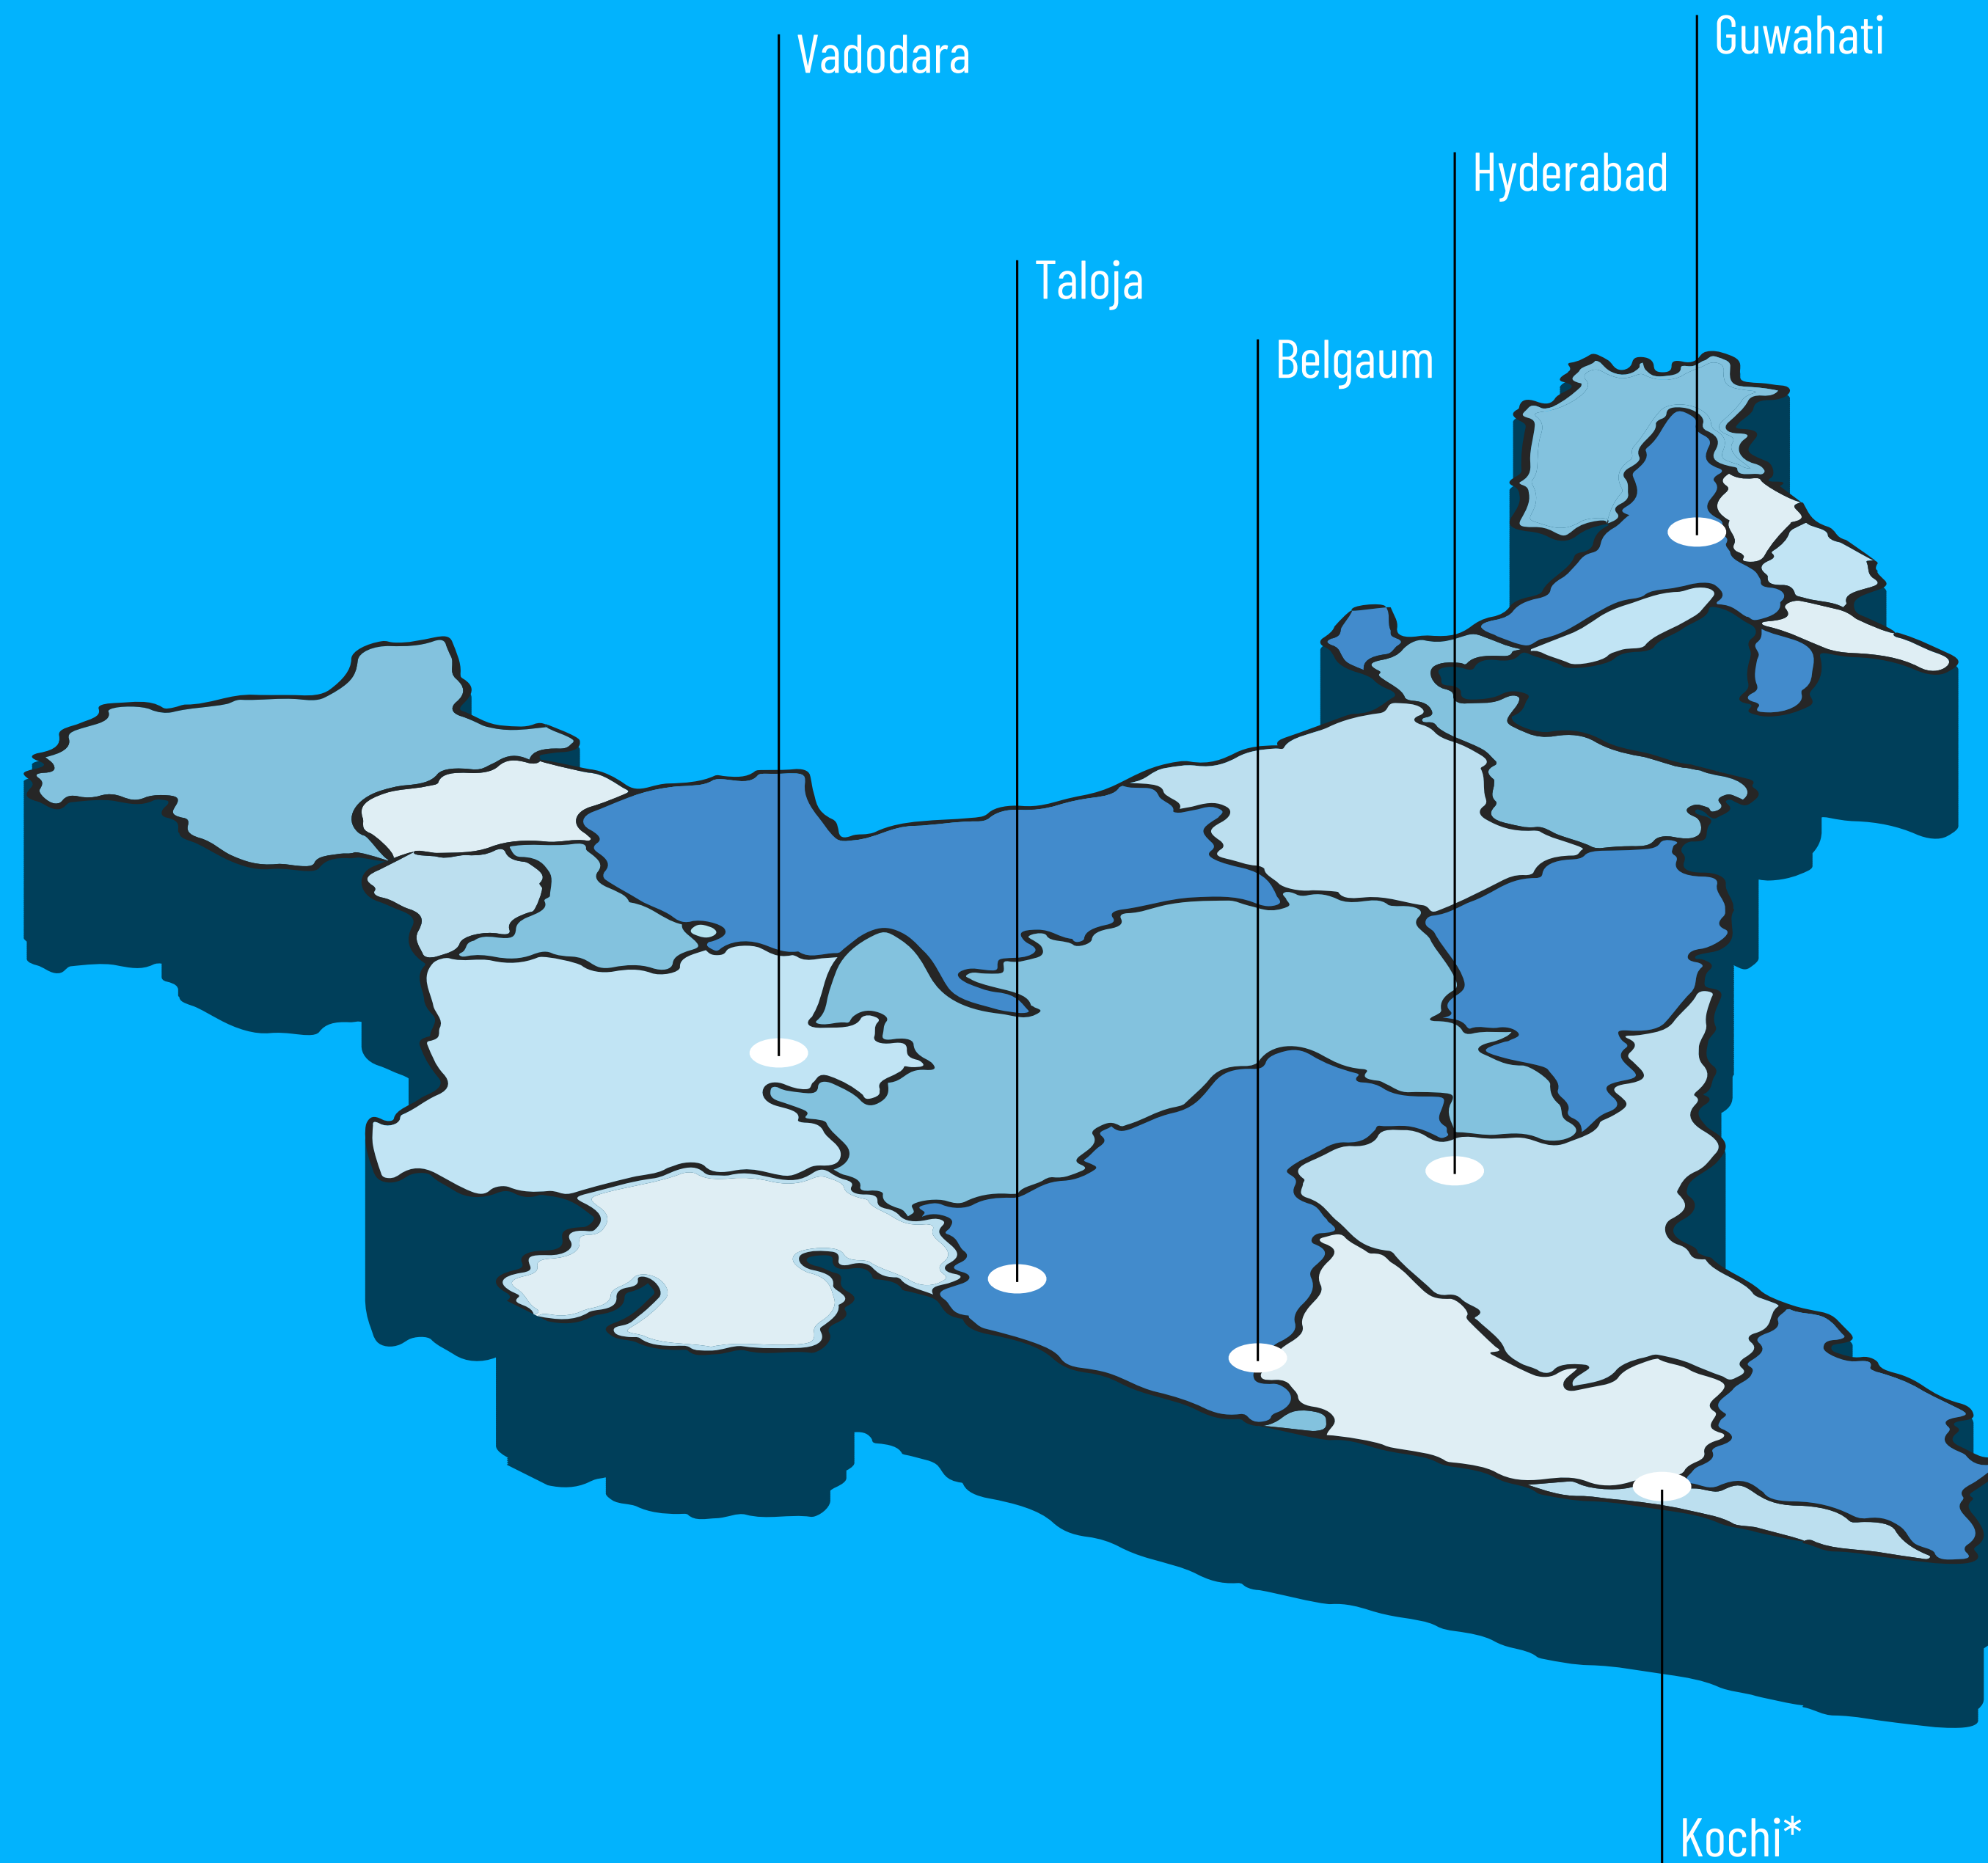 Guwahati
Vadodara
Hyderabad
Taloja
Belgaum
Kochi*